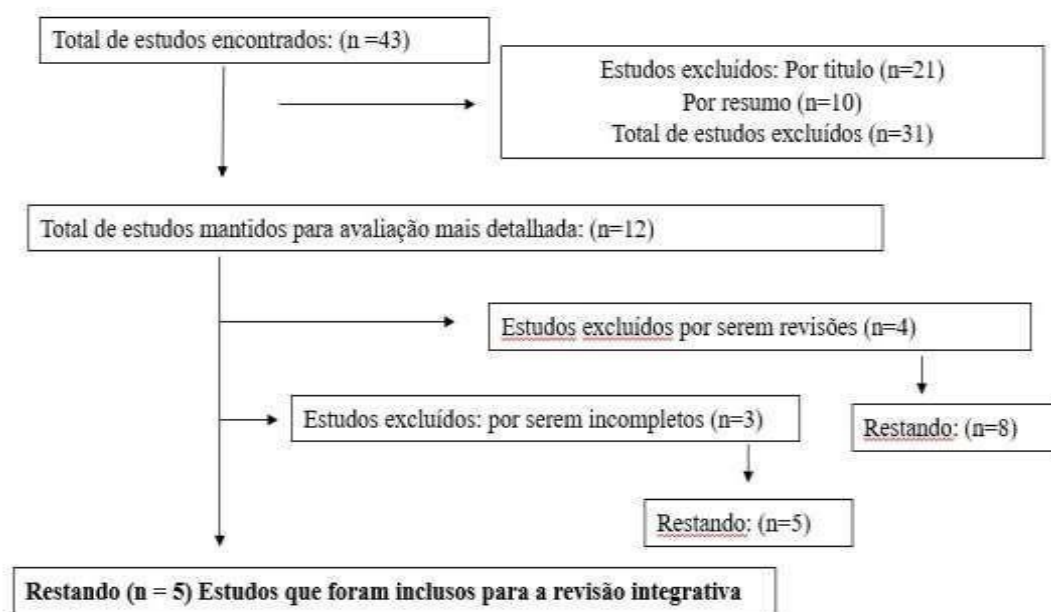 Total de estudos encontrados: (n =43)
Estudos excluídos: Por titulo (n=21)
Por resumo (n=10)
Total de estudos excluídos (n=31)
Total de estudos mantidos para avaliação mais detalhada: (n=12)
Estudos excluídos por serem revisões (n=4)
Estudos excluídos: por serem incompletos (n=3)
Restando: (n=8)
Restando: (n=5)
Restando (n = 5) Estudos que foram inclusos para a revisão integrativa